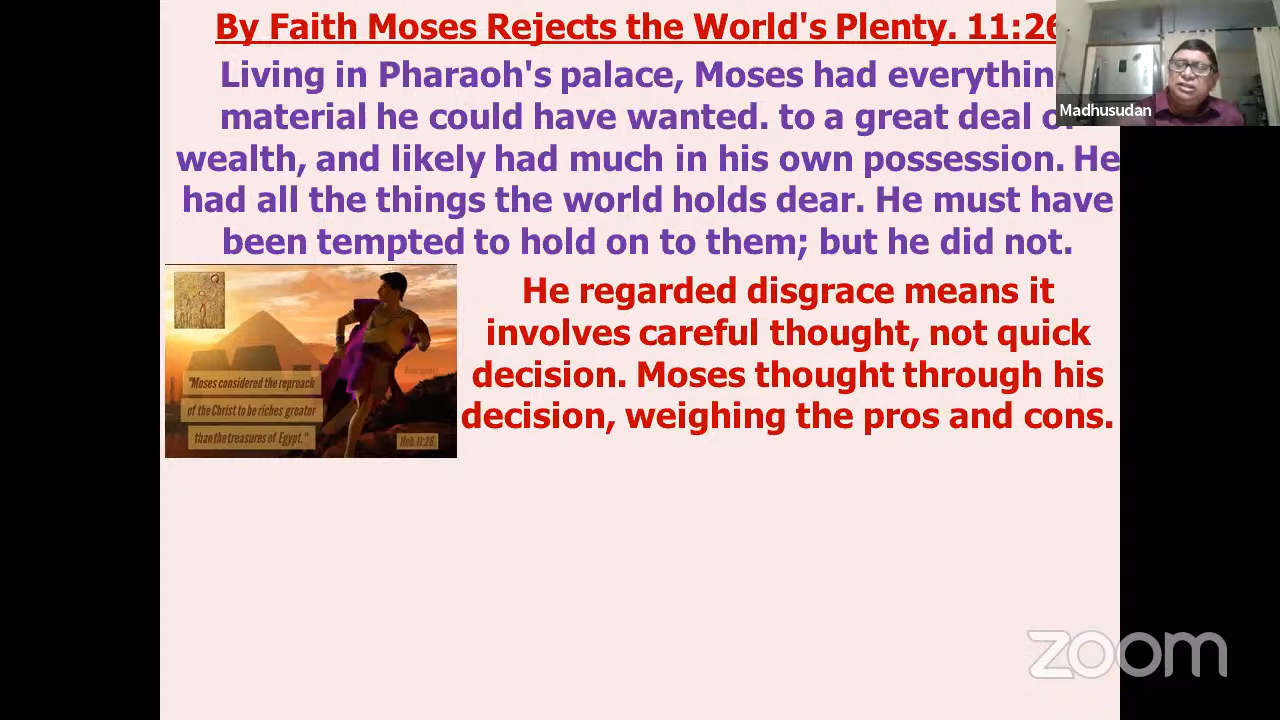 By Faith Moses Rejects the World's Plenty. 11:26
Living in Pharaoh's palace, Moses had everythin
Madhusudan
material he could have wanted. to a great deal of
wealth, and likely had much in his own possession. He
had all the things the world holds dear. He must have
been tempted to hold on to them; but he did not.
He regarded disgrace means it
involves careful thought, not quick
decision. Moses thought through his
decision, weighing the pros and cons.
"Moses considered the reproach
of the Christ to be riches greater
than the treasures of Egypt."
Heb. 11:26
zoom